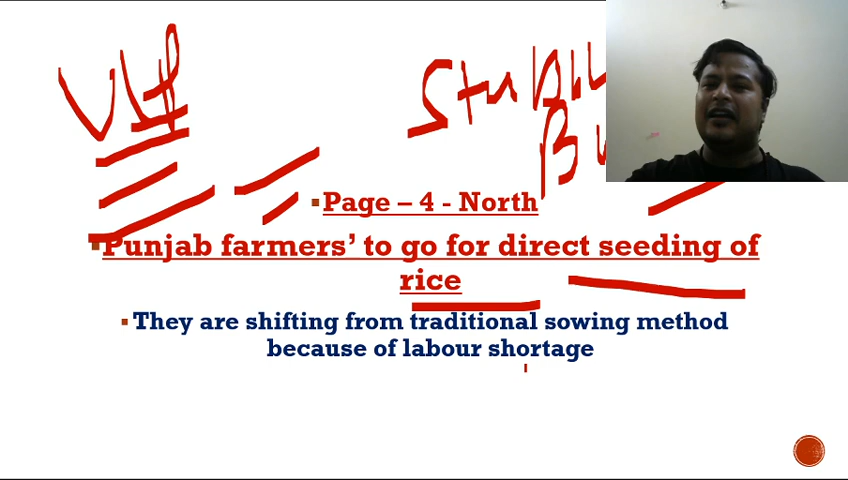 Page – 4 - North
Punjab farmers' to go for direct seeding of
rice
They are shifting from traditional sowing method
because of labour shortage